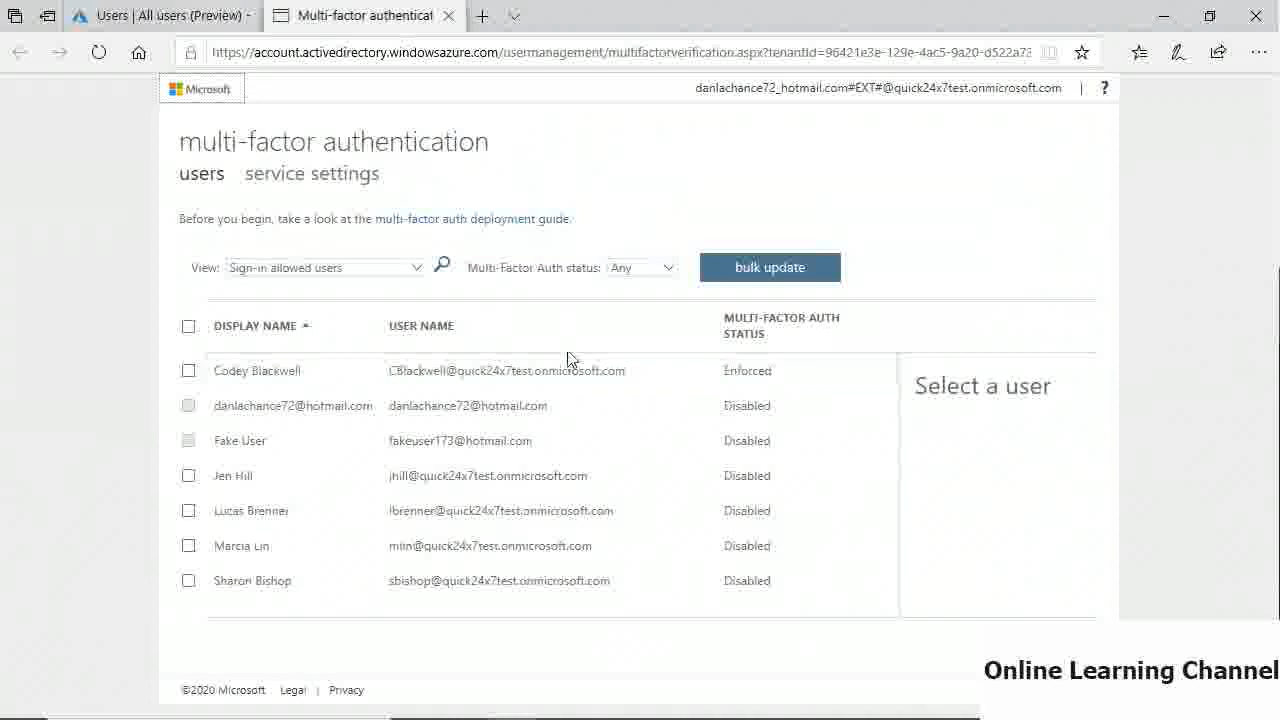 Users | All users (Preview) -
Multi-factor authenticat
https://account.activedirectory.windowsazure.com/usermanagement/multifactorverification.aspx?tenantId=96421e3e-129e-4ac5-9a20-d522a73
Microsoft
danlachance72_hotmail.com#EXT#@quick24x7test.onmicrosoft.com | ?
multi-factor authentication
users service settings
Before you begin, take a look at the multi-factor auth deployment guide.
View: Sign-in allowed users Multi-Factor Auth status: Any bulk update
DISPLAY NAME USER NAME MULTI-FACTOR AUTH STATUS
Codey Blackwell CBlackwell@quick24x7test.onmicrosoft.com Enforced
Select a user
danlachance72@hotmail.com danlachance72@hotmail.com Disabled
Fake User fakeuser173@hotmail.com Disabled
Jen Hill jhill@quick24x7test.onmicrosoft.com Disabled
Lucas Brenner lbrenner@quick24x7test.onmicrosoft.com Disabled
Marcia Lin mlin@quick24x7test.onmicrosoft.com Disabled
Sharon Bishop sbishop@quick24x7test.onmicrosoft.com Disabled
Online Learning Channel
©2020 Microsoft Legal | Privacy